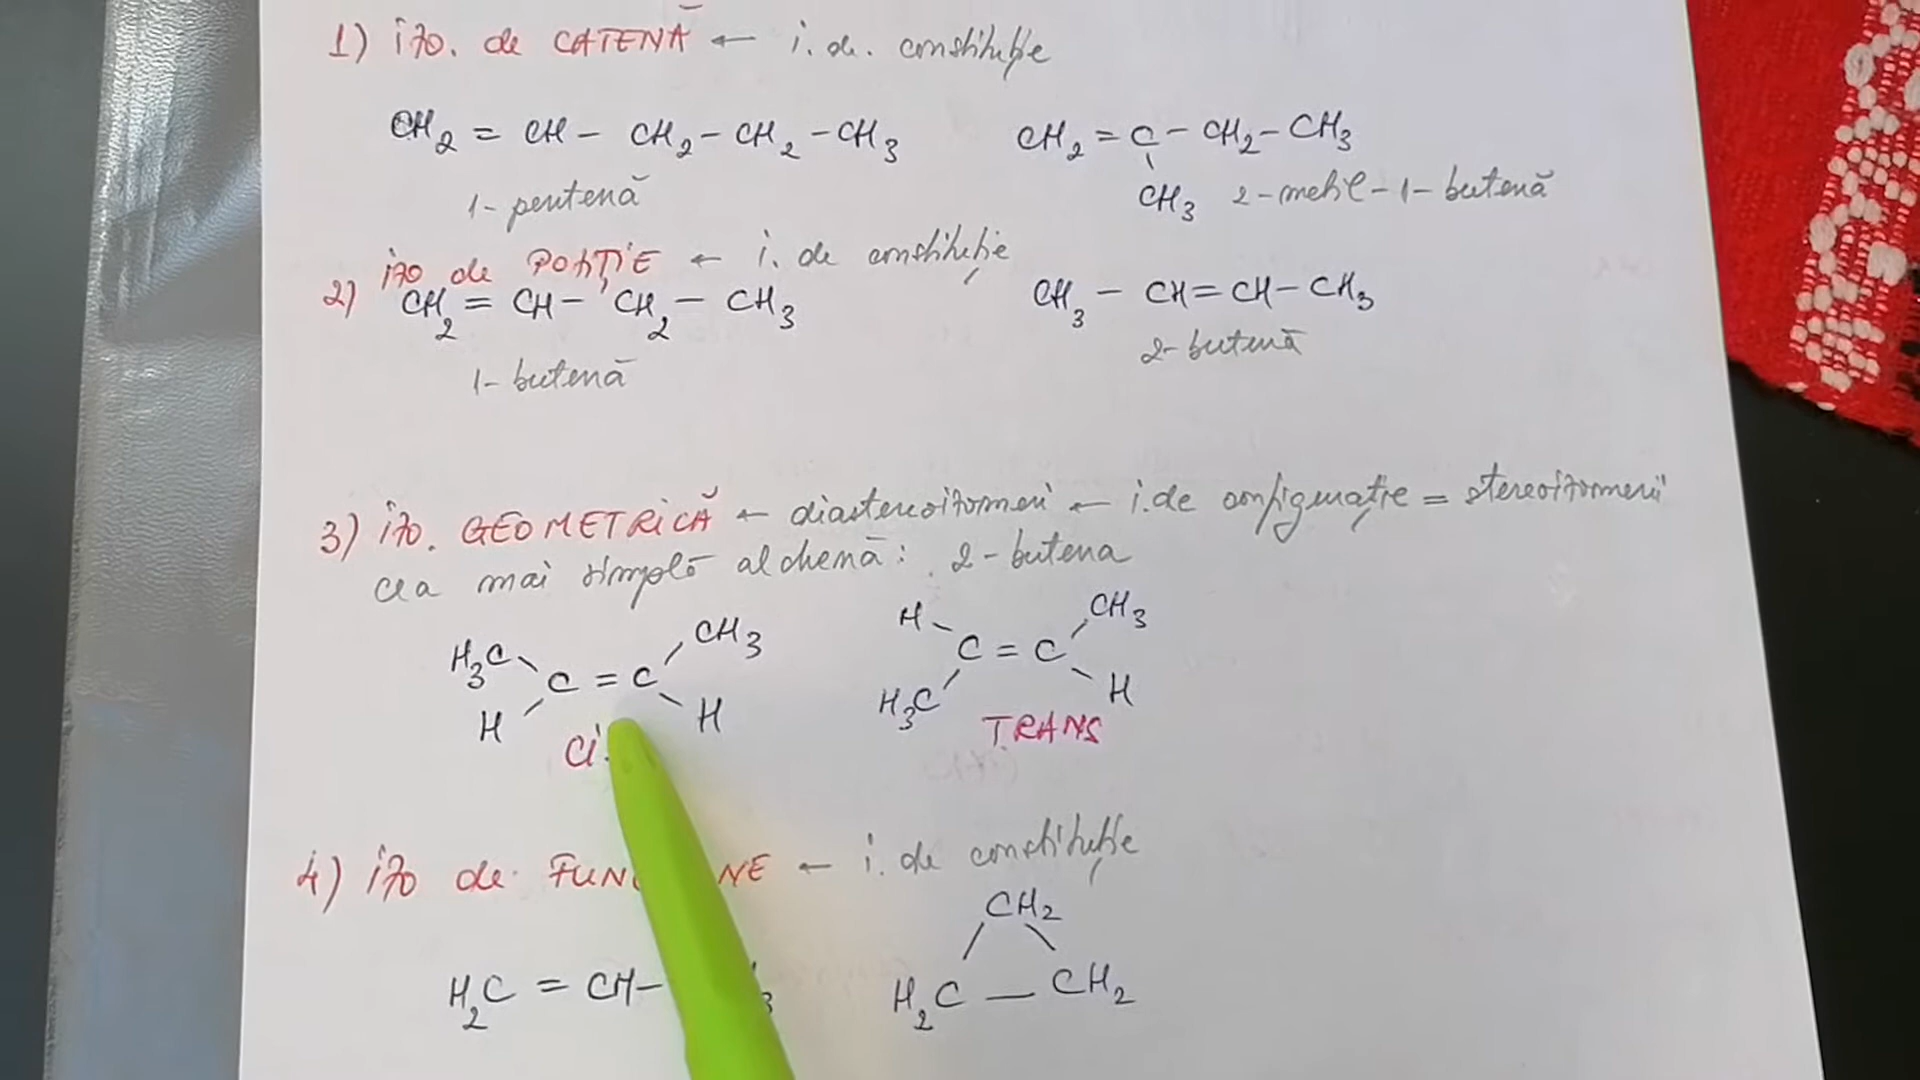 1) izo. de CATENĂ ← i. de. constituție
CH2 = CH - CH2 - CH2 - CH3
1- pentenă
CH2 = C - CH2 - CH3
CH3 2-metil-1-butenă
2) izo de POZIȚIE ← i. de constituție
CH2 = CH - CH2 - CH3
1- butenă
CH3 - CH = CH - CH3
2- butenă
3) izo. GEOMETRICĂ ← diastereoizomeri ← i. de configurație = stereoizomerii
cea mai simplă alchenă: 2-butena
H3C CH3
C = C
H H
H CH3
C = C
H3C H
TRANS
4) izo de ← i. de constituție
H2C = CH -
CH2
H2C — CH2